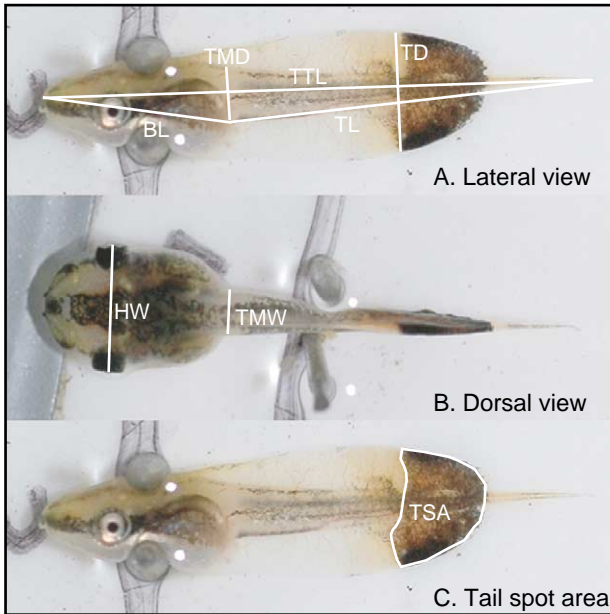 TMD
TD
TTL
BL
TL
A. Lateral view
HW
TMW
B. Dorsal view
TSA
C. Tail spot area